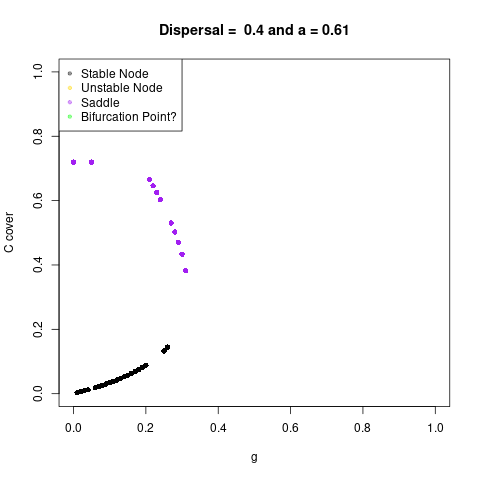 Dispersal =  0.4 and a = 0.61
Stable Node
Unstable Node
Saddle
Bifurcation Point?
C cover
1.0
0.8
0.6
0.4
0.2
0.0
0.0 0.2 0.4 0.6 0.8 1.0
g